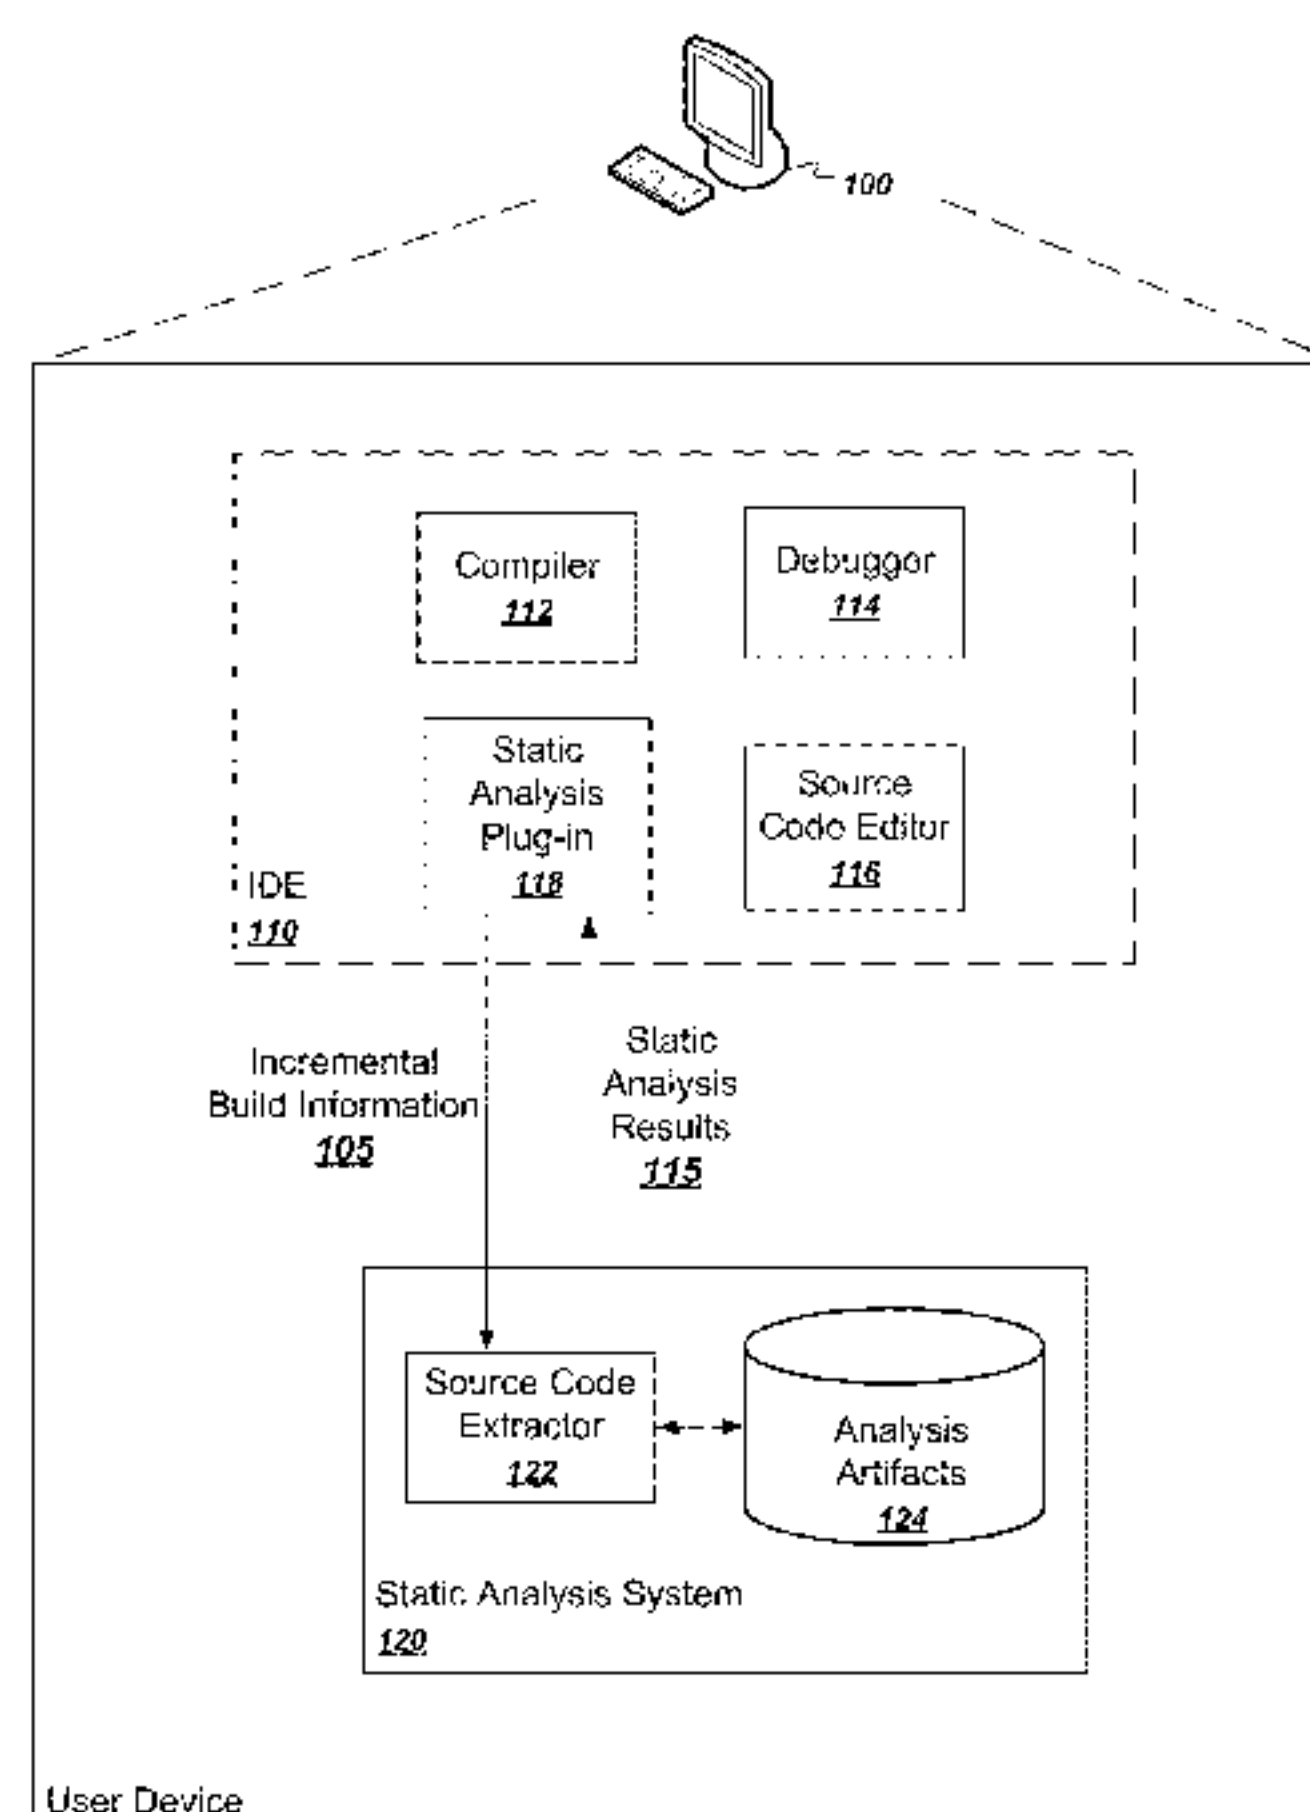 100
Compiler
112
Debugger
114
Static
Analysis
Plug-in
118
Source
Code Editor
116
IDE
110
Incremental
Build Information
105
Static
Analysis
Results
115
Source Code
Extractor
122
Analysis
Artifacts
124
Static Analysis System
120
User Device